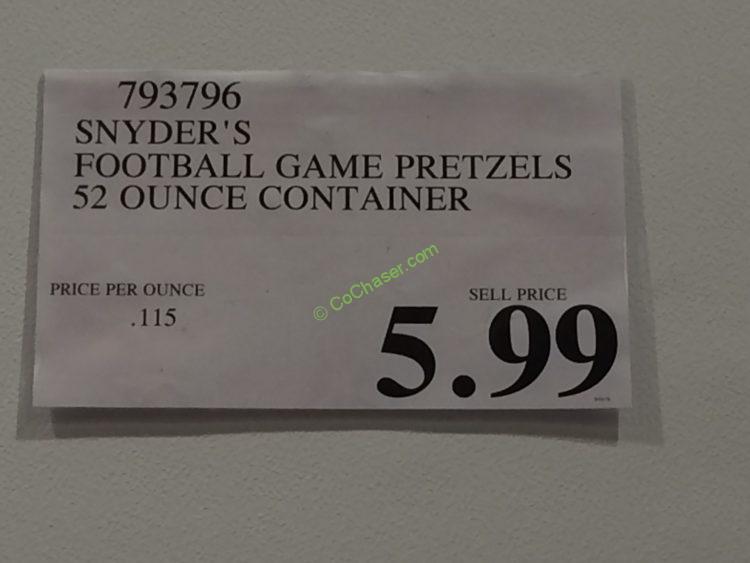 793796
SNYDER'S
FOOTBALL GAME PRETZELS
52 OUNCE CONTAINER
© CoChaser.com
PRICE PER OUNCE
.115
SELL PRICE
5.99